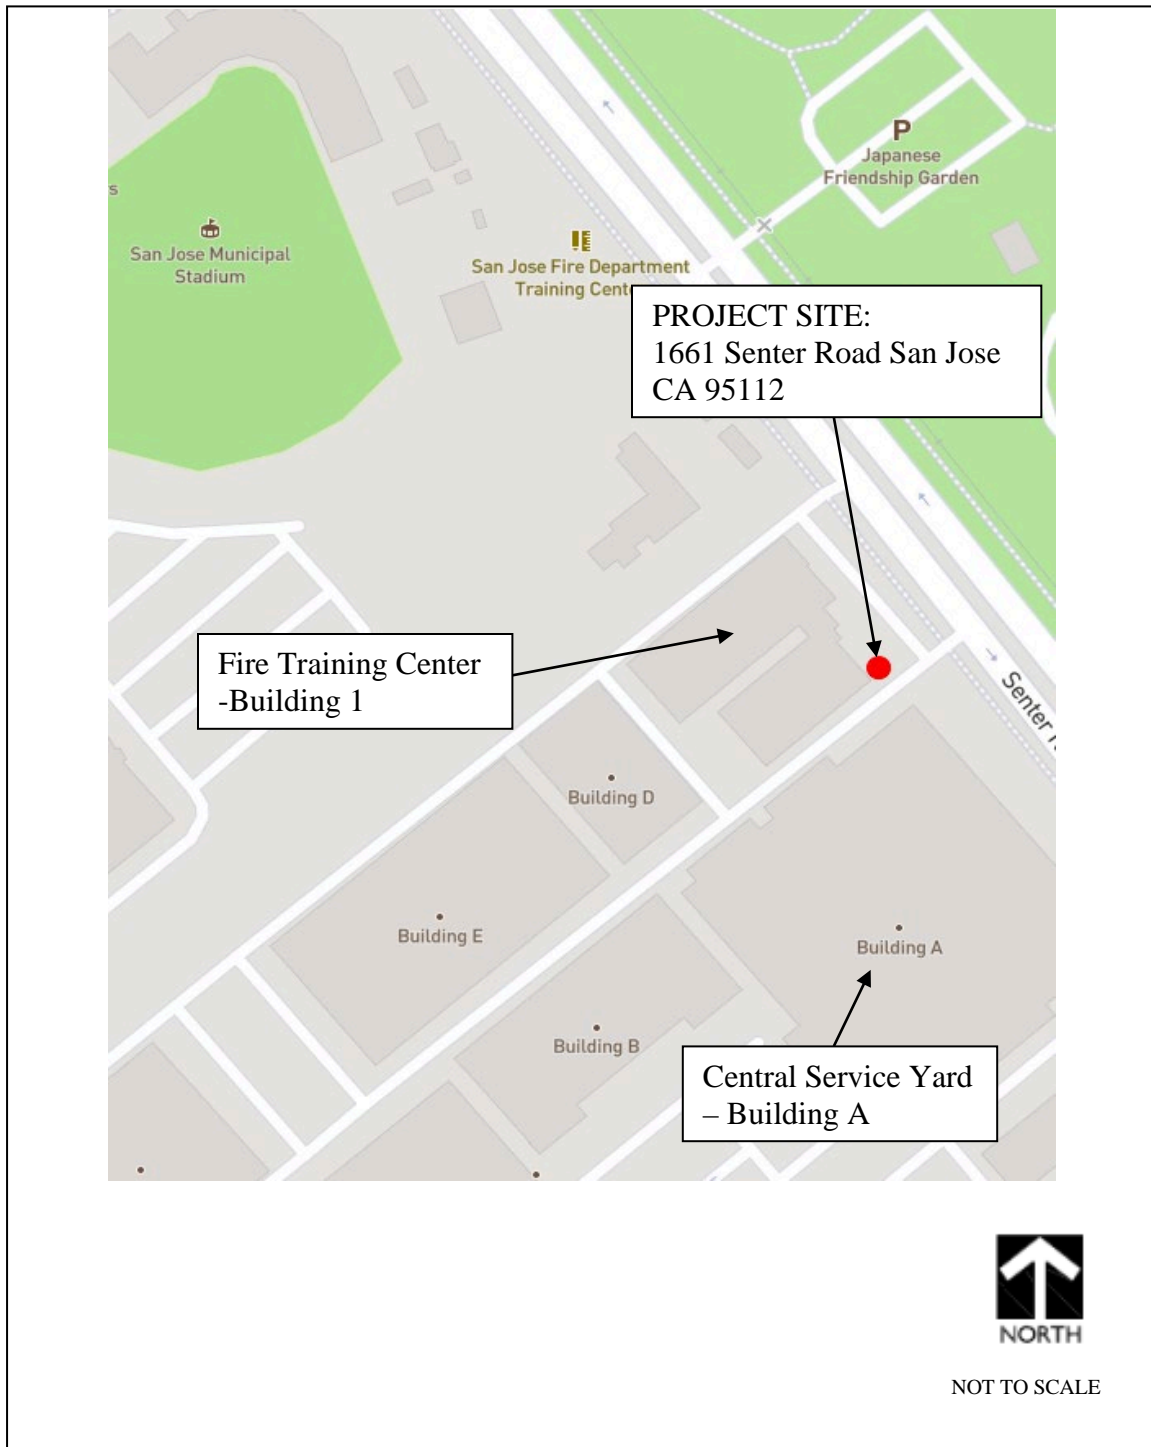 P
Japanese
Friendship Garden
s
San Jose Municipal
Stadium
San Jose Fire Department
Training Cente
PROJECT SITE:
1661 Senter Road San Jose
CA 95112
Fire Training Center
-Building 1
Senter R
Building D
Building E
Building A
Building B
Central Service Yard
– Building A
NORTH
NOT TO SCALE